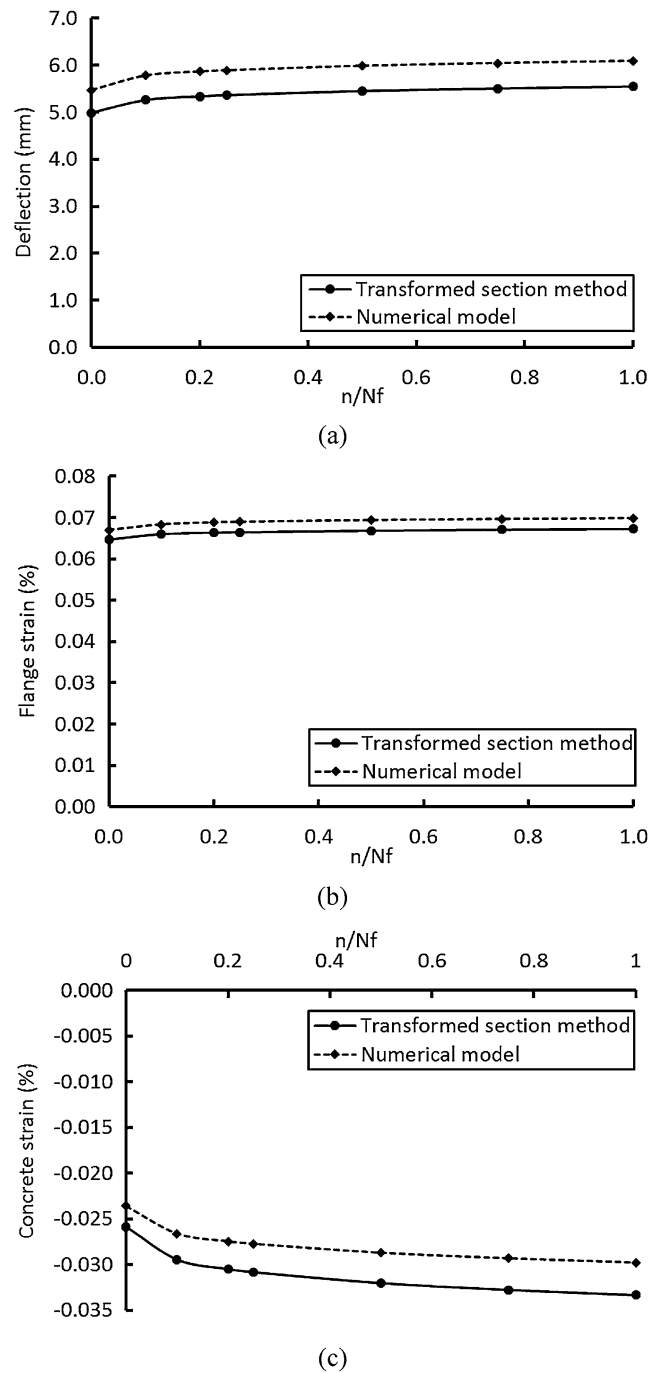 7.0
6.0
5.0
4.0
3.0
2.0
1.0
0.0
Deflection (mm)
Transformed section method
Numerical model
0.0 0.2 0.4 0.6 0.8 1.0
n/Nf
(a)
0.08
0.07
0.06
0.05
0.04
0.03
0.02
0.01
0.00
Flange strain (%)
Transformed section method
Numerical model
0.0 0.2 0.4 0.6 0.8 1.0
n/Nf
(b)
n/Nf
0 0.2 0.4 0.6 0.8 1
0.000
-0.005
-0.010
-0.015
-0.020
-0.025
-0.030
-0.035
Concrete strain (%)
Transformed section method
Numerical model
(c)